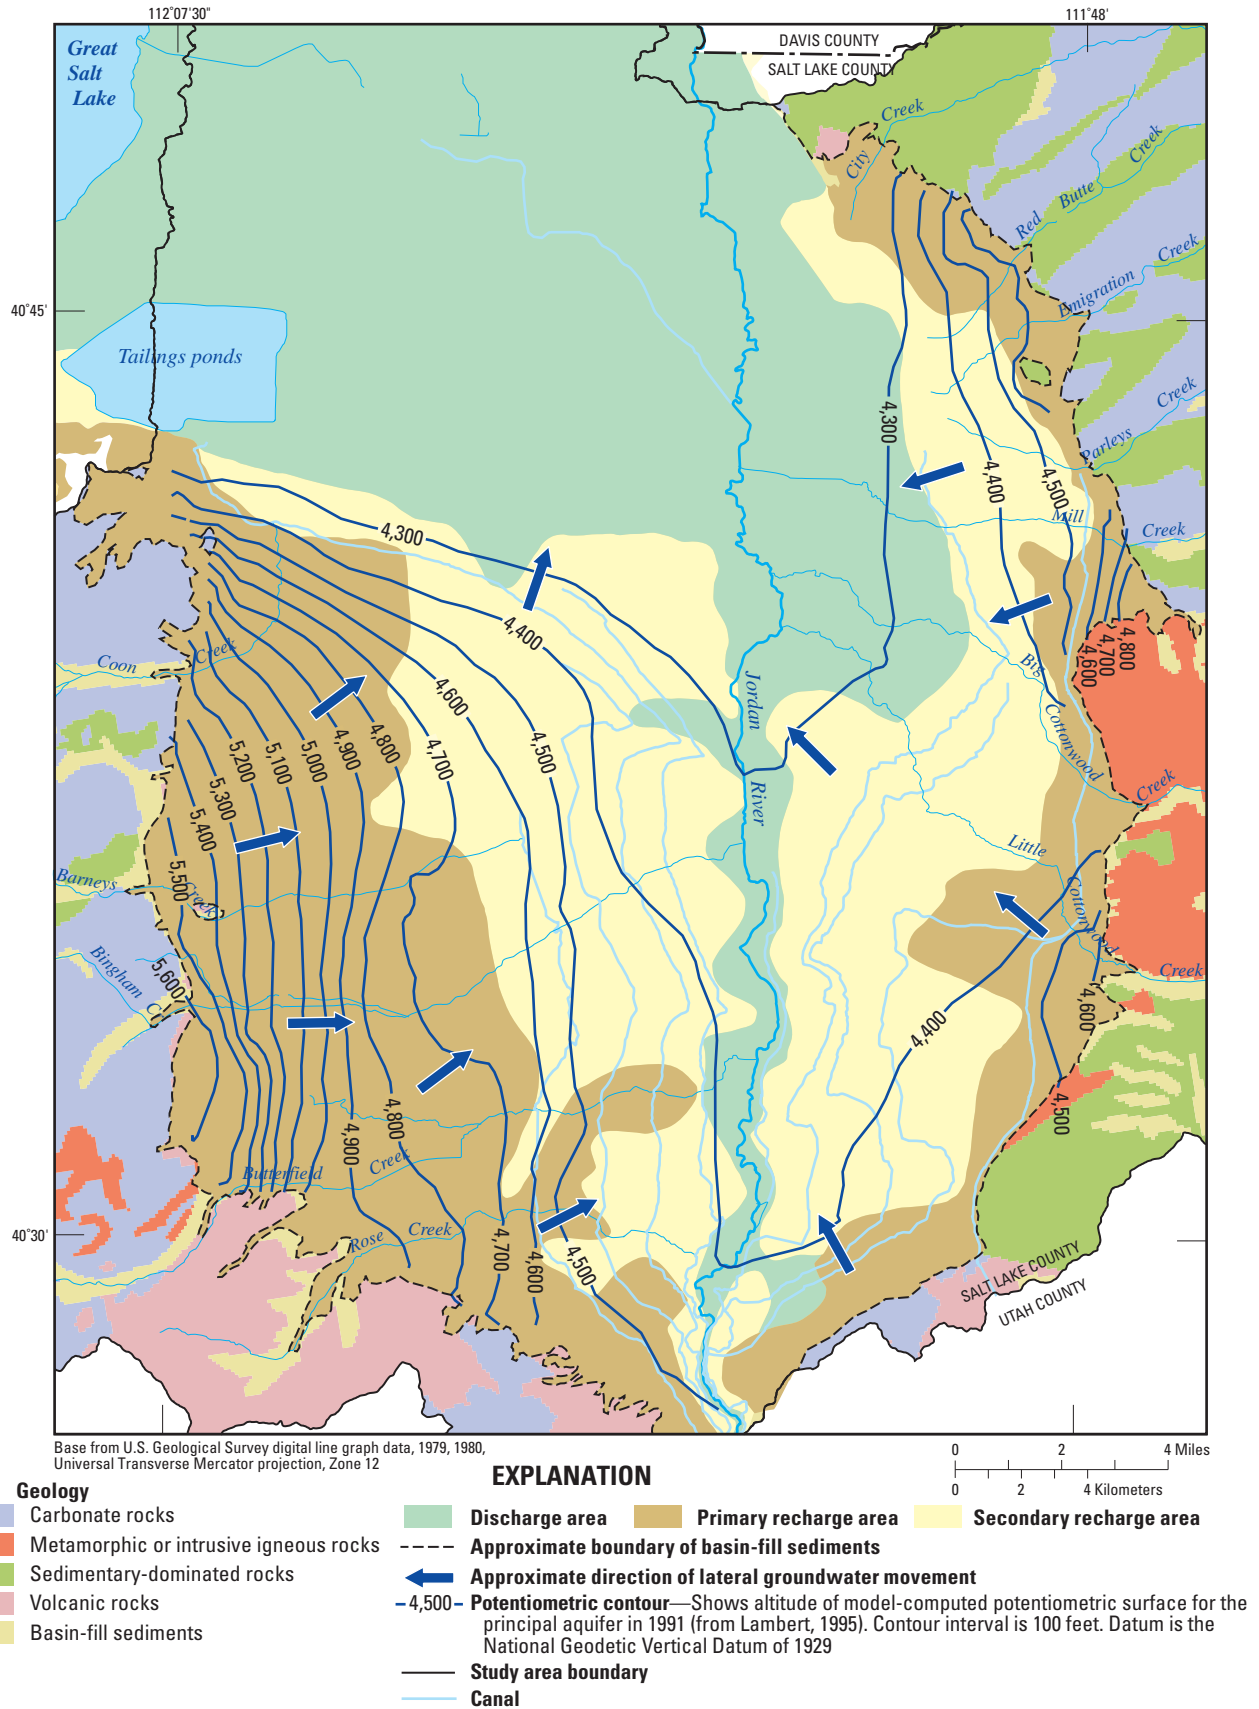 112°07'30"
111°48'
Great
Salt
Lake
DAVIS COUNTY
SALT LAKE COUNTY
City
Creek
Red
Butte
Creek
Emigration
Creek
40°45'
Tailings ponds
Parleys
Creek
4,300
4,400
4,500
Mill
Creek
4,300
4,400
4,600
4,500
4,700
4,800
4,900
5,000
5,100
5,200
5,300
5,400
5,500
5,600
Coon
Creek
Jordan
River
Big
Cottonwood
Creek
4,600
4,700
4,800
Little
Cottonwood
Creek
Barneys
Creek
Bingham
C
4,400
4,600
4,500
4,900
4,800
Butterfield
Creek
40°30'
Rose
Creek
4,700
4,600
4,500
SALT LAKE COUNTY
UTAH COUNTY
Base from U.S. Geological Survey digital line graph data, 1979, 1980,
Universal Transverse Mercator projection, Zone 12
0 2 4 Miles
0 2 4 Kilometers
EXPLANATION
Geology
Carbonate rocks
Metamorphic or intrusive igneous rocks
Sedimentary-dominated rocks
Volcanic rocks
Basin-fill sediments
Discharge area
Primary recharge area
Secondary recharge area
Approximate boundary of basin-fill sediments
Approximate direction of lateral groundwater movement
4,500 Potentiometric contour—Shows altitude of model-computed potentiometric surface for the
principal aquifer in 1991 (from Lambert, 1995). Contour interval is 100 feet. Datum is the
National Geodetic Vertical Datum of 1929
Study area boundary
Canal